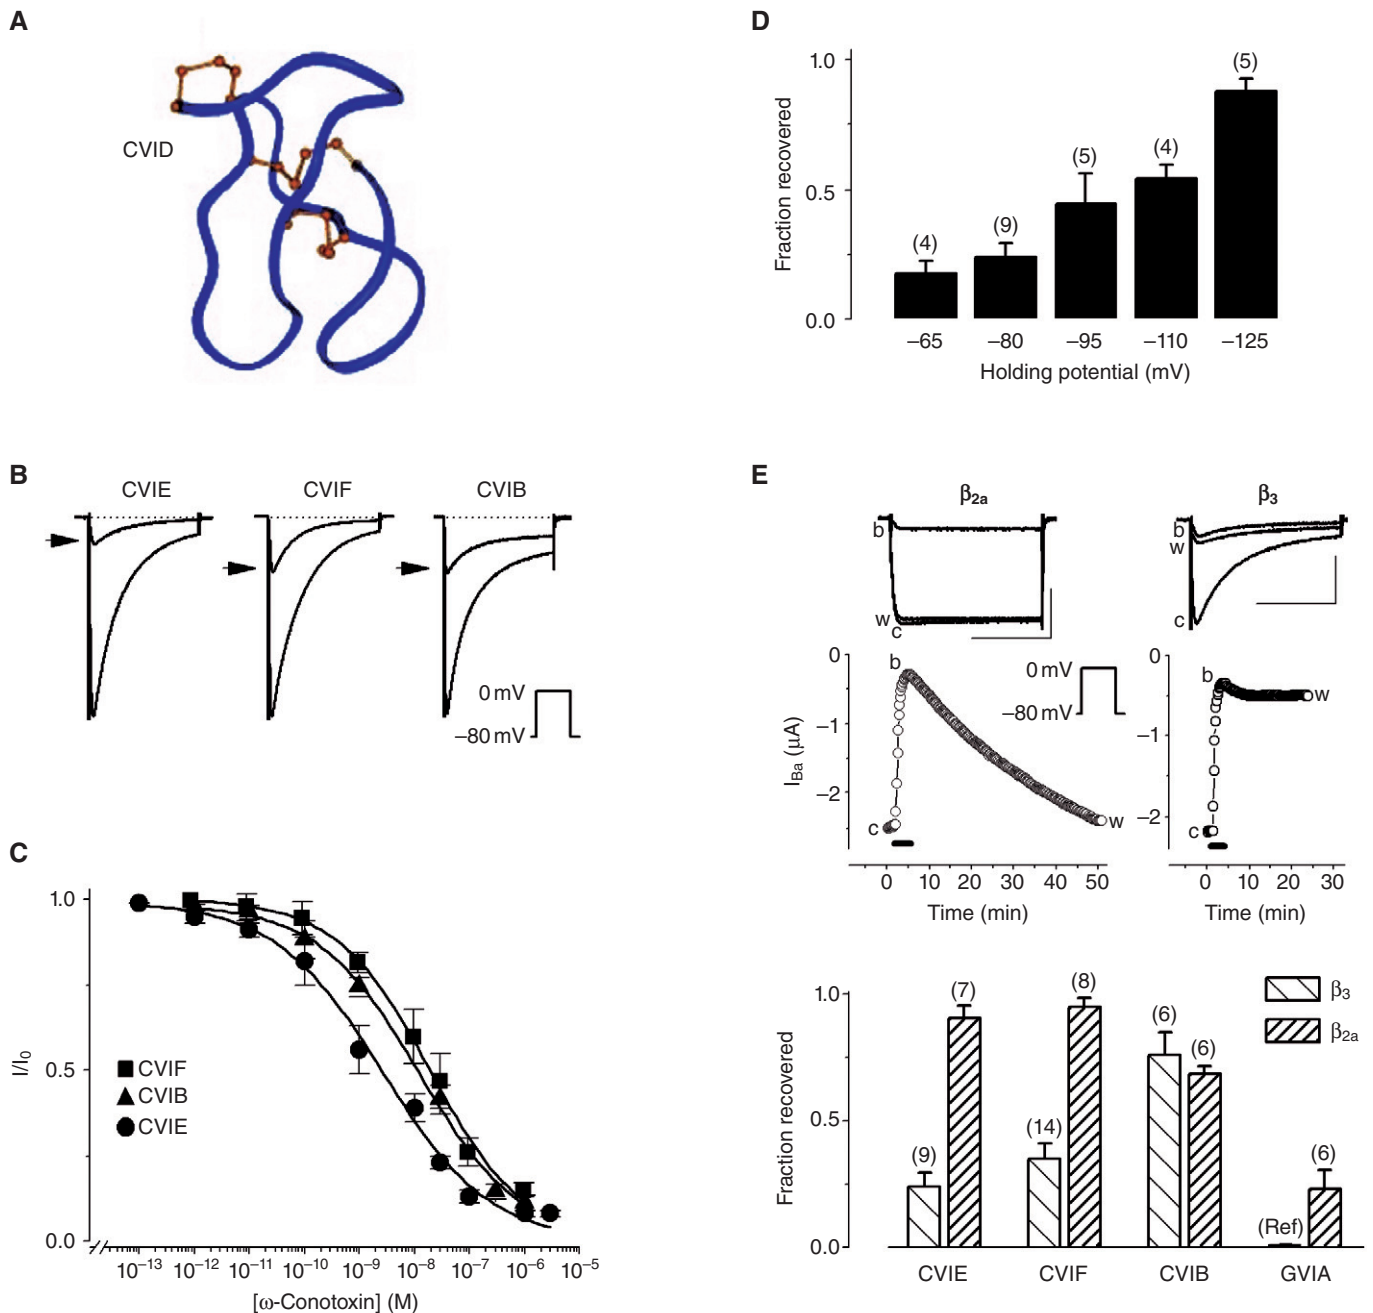 A
CVID
B
CVIE CVIF CVIB
0 mV
–80 mV
C
1.0
0.5
0.0
I/I0
CVIF
CVIB
CVIE
10–13 10–12 10–11 10–10 10–9 10–8 10–7 10–6 10–5
[ω-Conotoxin] (M)
D
1.0
0.5
0.0
Fraction recovered
(4) (9) (5) (4) (5)
–65 –80 –95 –110 –125
Holding potential (mV)
E
β2a β3
b
w
c
b
w
c
0
–1
–2
IBa (μA)
b
c
w
0 mV
–80 mV
0 10 20 30 40 50
Time (min)
0
–1
–2
b
c
w
0 10 20 30
Time (min)
1.0
0.5
0.0
Fraction recovered
(9) (7) (14) (8) (6) (6) (Ref) (6)
β3
β2a
CVIE CVIF CVIB GVIA